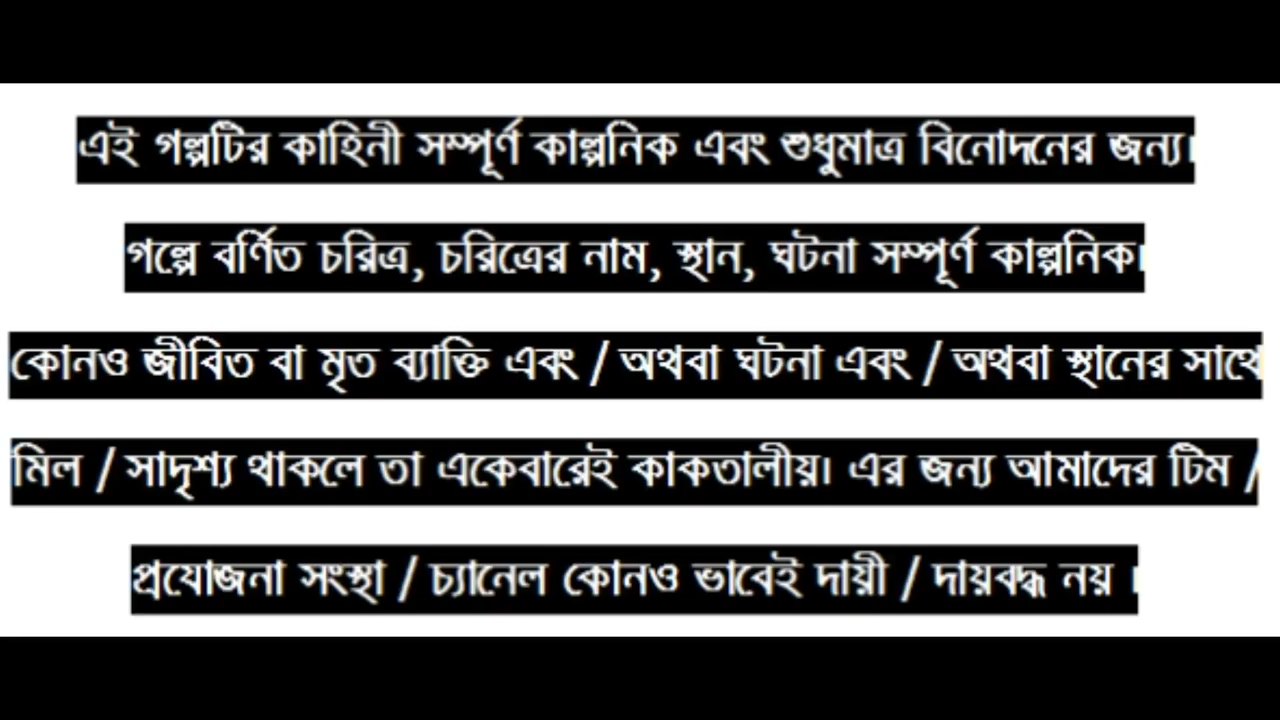 এই গল্পটির কাহিনী সম্পূর্ণ কাল্পনিক এবং শুধুমাত্র বিনোদনের জন্য।
গল্পে বর্ণিত চরিত্র, চরিত্রের নাম, স্থান, ঘটনা সম্পূর্ণ কাল্পনিক।
কোনও জীবিত বা মৃত ব্যাক্তি এবং / অথবা ঘটনা এবং / অথবা স্থানের সাথে
মিল / সাদৃশ্য থাকলে তা একেবারেই কাকতালীয়। এর জন্য আমাদের টিম /
প্রযোজনা সংস্থা / চ্যানেল কোনও ভাবেই দায়ী / দায়বদ্ধ নয় ।